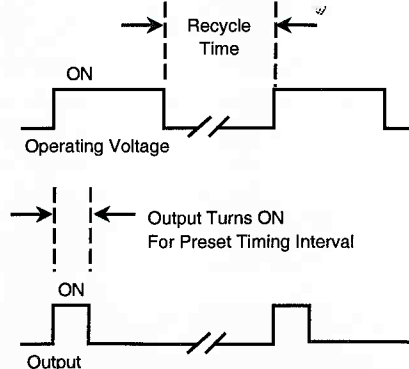 Recycle
Time
ON
Operating Voltage
Output Turns ON
For Preset Timing Interval
ON
Output